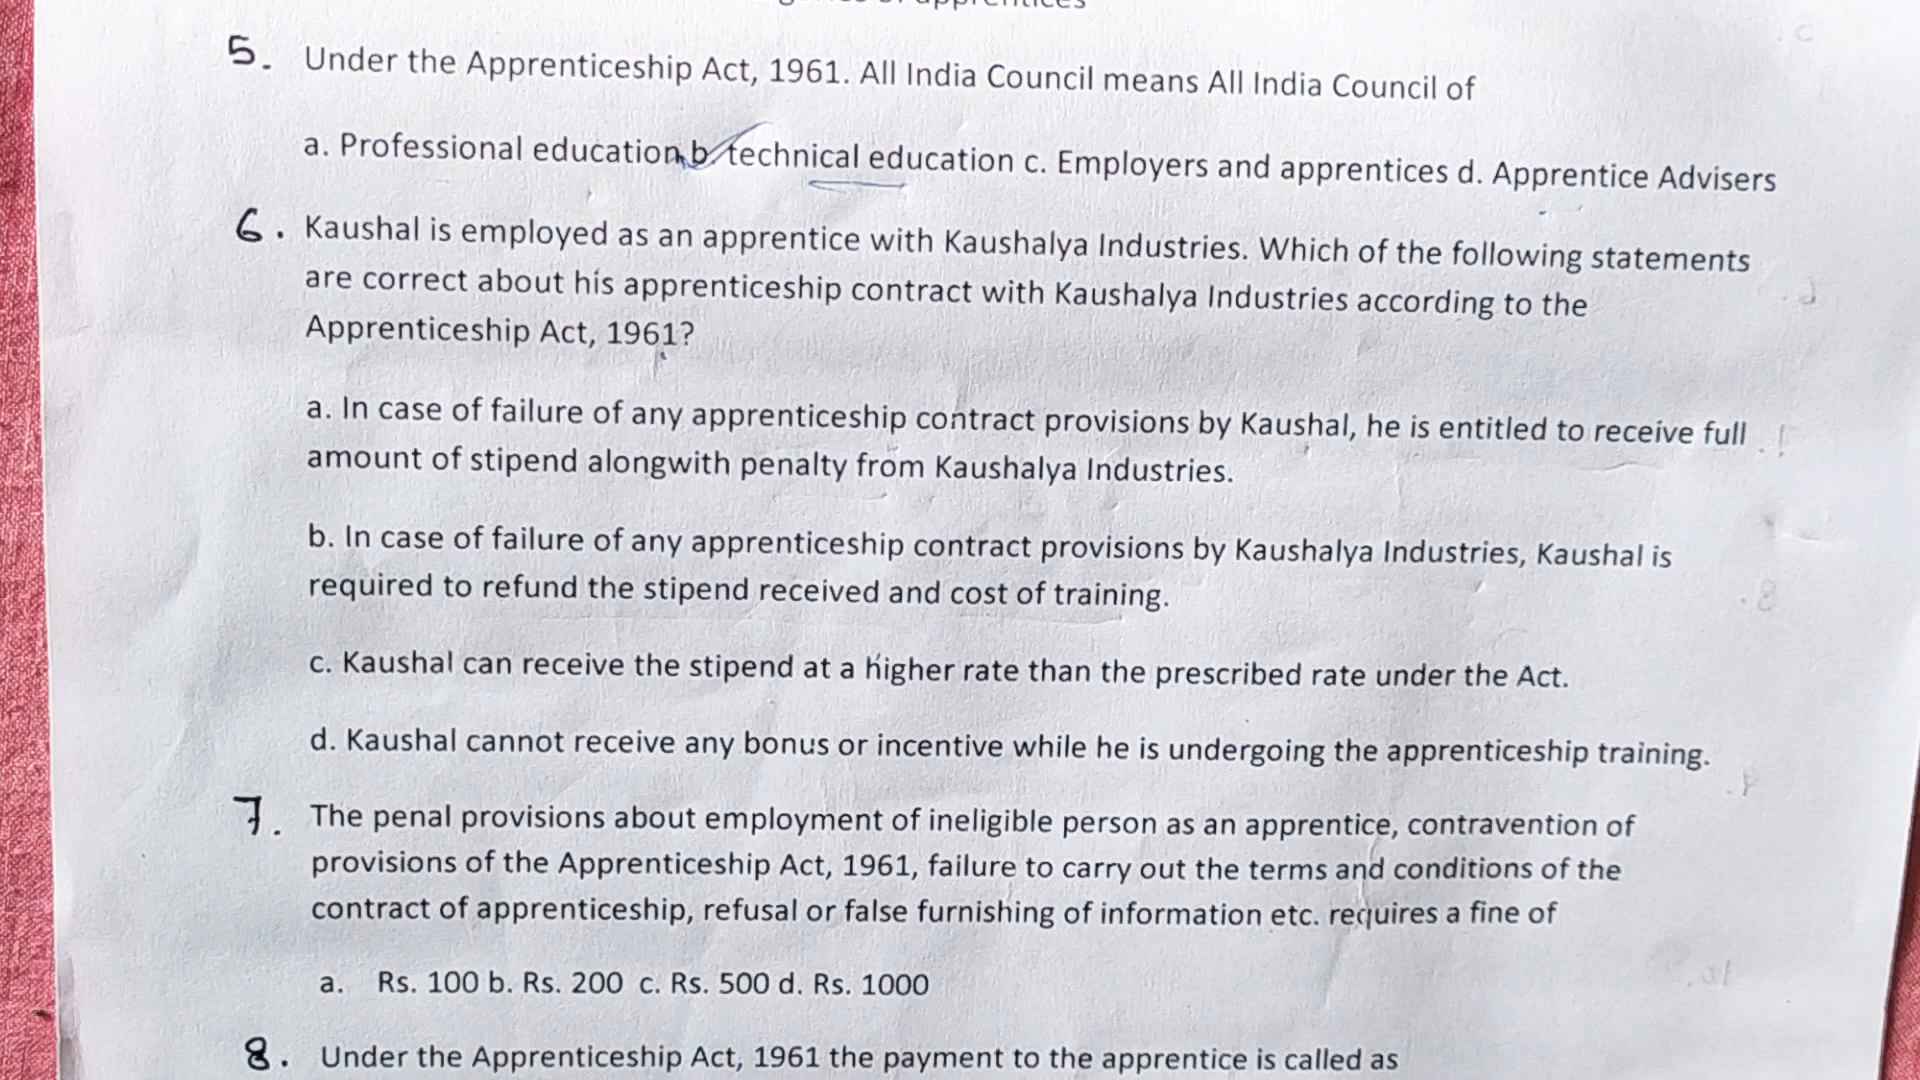 5. Under the Apprenticeship Act, 1961. All India Council means All India Council of
a. Professional education b. technical education c. Employers and apprentices d. Apprentice Advisers
6. Kaushal is employed as an apprentice with Kaushalya Industries. Which of the following statements
are correct about his apprenticeship contract with Kaushalya Industries according to the
Apprenticeship Act, 1961?
a. In case of failure of any apprenticeship contract provisions by Kaushal, he is entitled to receive full
amount of stipend alongwith penalty from Kaushalya Industries.
b. In case of failure of any apprenticeship contract provisions by Kaushalya Industries, Kaushal is
required to refund the stipend received and cost of training.
c. Kaushal can receive the stipend at a higher rate than the prescribed rate under the Act.
d. Kaushal cannot receive any bonus or incentive while he is undergoing the apprenticeship training.
7. The penal provisions about employment of ineligible person as an apprentice, contravention of
provisions of the Apprenticeship Act, 1961, failure to carry out the terms and conditions of the
contract of apprenticeship, refusal or false furnishing of information etc. requires a fine of
a. Rs. 100 b. Rs. 200 c. Rs. 500 d. Rs. 1000
8. Under the Apprenticeship Act, 1961 the payment to the apprentice is called as